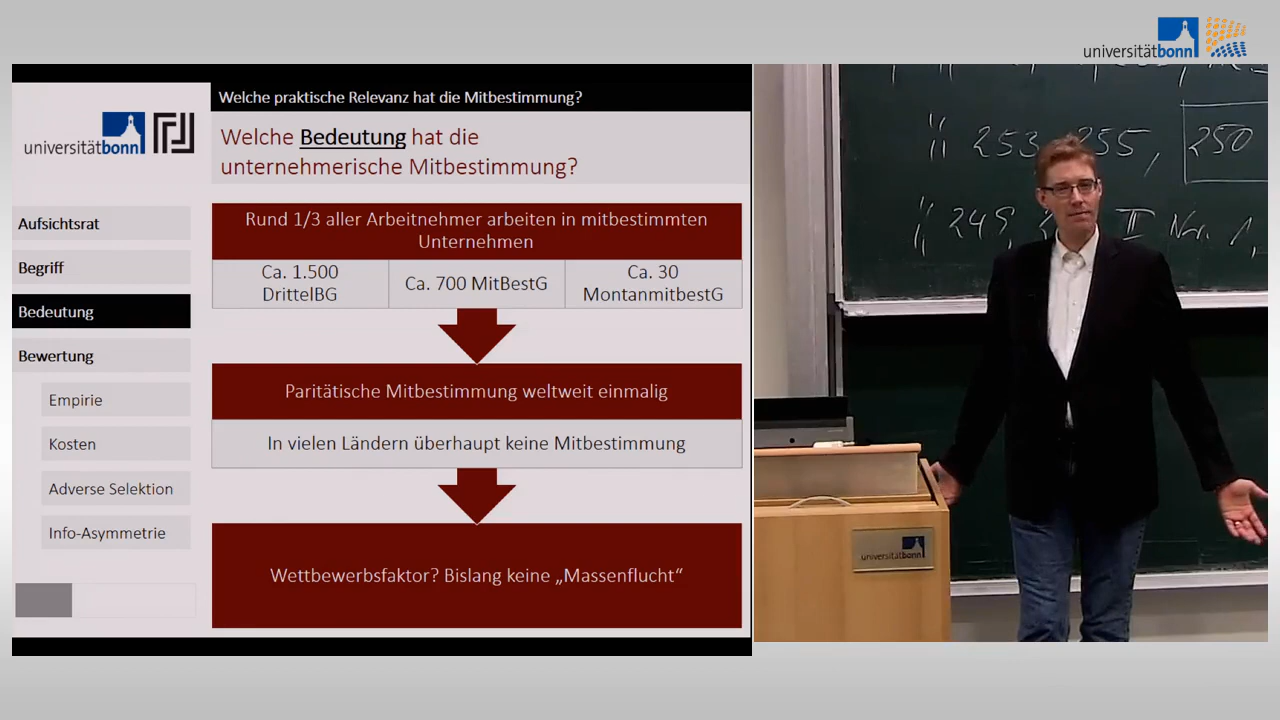 universitätbonn
Welche praktische Relevanz hat die Mitbestimmung?
universitätbonn
Welche Bedeutung hat die
unternehmerische Mitbestimmung?
Aufsichtsrat
Begriff
Bedeutung
Bewertung
Empirie
Kosten
Adverse Selektion
Info-Asymmetrie
Rund 1/3 aller Arbeitnehmer arbeiten in mitbestimmten
Unternehmen
Ca. 1.500
DrittelBG
Ca. 700 MitBestG
Ca. 30
MontanmitbestG
Paritätische Mitbestimmung weltweit einmalig
In vielen Ländern überhaupt keine Mitbestimmung
Wettbewerbsfaktor? Bislang keine „Massenflucht“
253, 255, 250
249, II Nr. 1,
universitätbonn